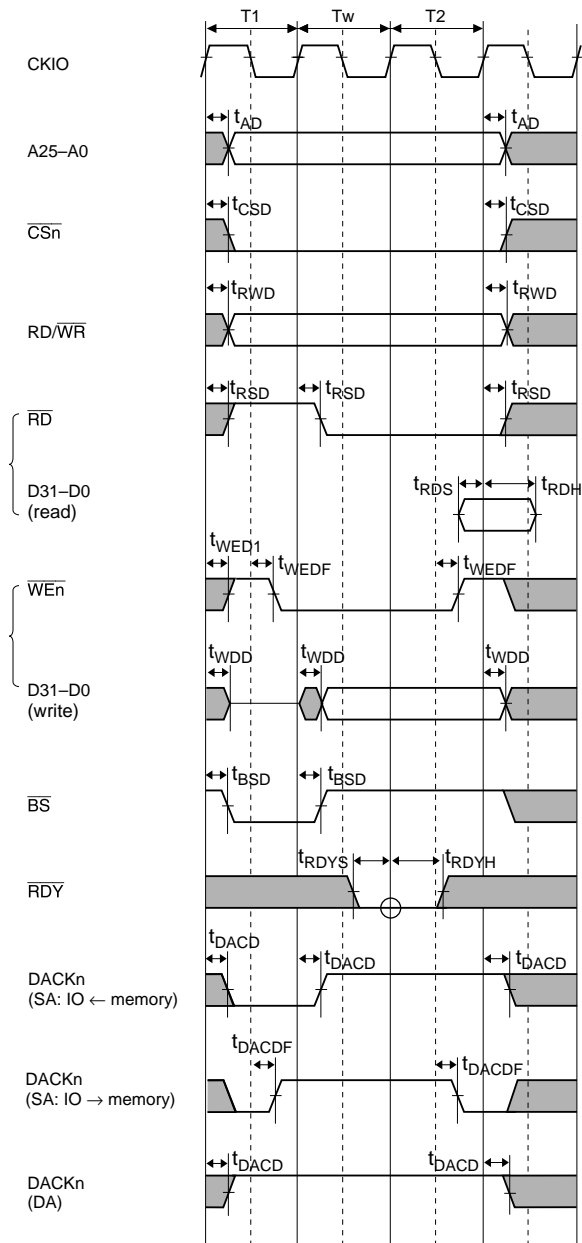 T1 Tw T2
CKIO
tAD tAD
A25–A0
tCSD tCSD
CSn
tRWD tRWD
RD/WR
tRSD tRSD tRSD
RD
tRDS tRDH
D31–D0
(read)
tWED1 tWEDF tWEDF
WEn
tWDD tWDD tWDD
D31–D0
(write)
tBSD tBSD
BS
tRDYS tRDYH
RDY
tDACD tDACD tDACD
DACKn
(SA: IO ← memory)
tDACDF tDACDF
DACKn
(SA: IO → memory)
tDACD tDACD
DACKn
(DA)